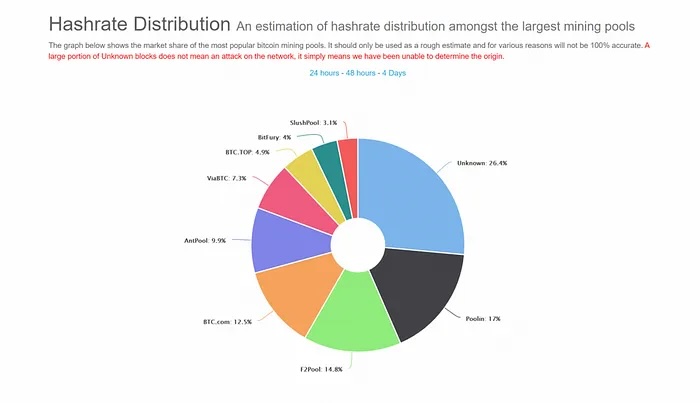 Hashrate Distribution An estimation of hashrate distribution amongst the largest mining pools
The graph below shows the market share of the most popular bitcoin mining pools. It should only be used as a rough estimate and for various reasons will not be 100% accurate. A
large portion of Unknown blocks does not mean an attack on the network, it simply means we have been unable to determine the origin.
24 hours - 48 hours - 4 Days
SlushPool: 3.1%
BitFury: 4%
BTC.TOP: 4.9%
Unknown: 26.4%
ViaBTC: 7.3%
AntPool: 9.9%
Poolin: 17%
BTC.com: 12.5%
F2Pool: 14.8%